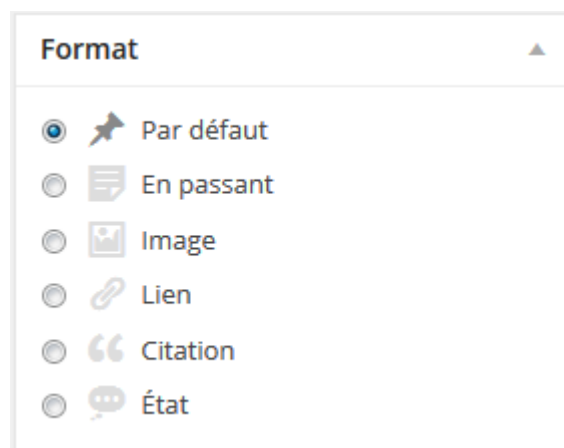 Format
Par défaut
En passant
Image
Lien
Citation
État